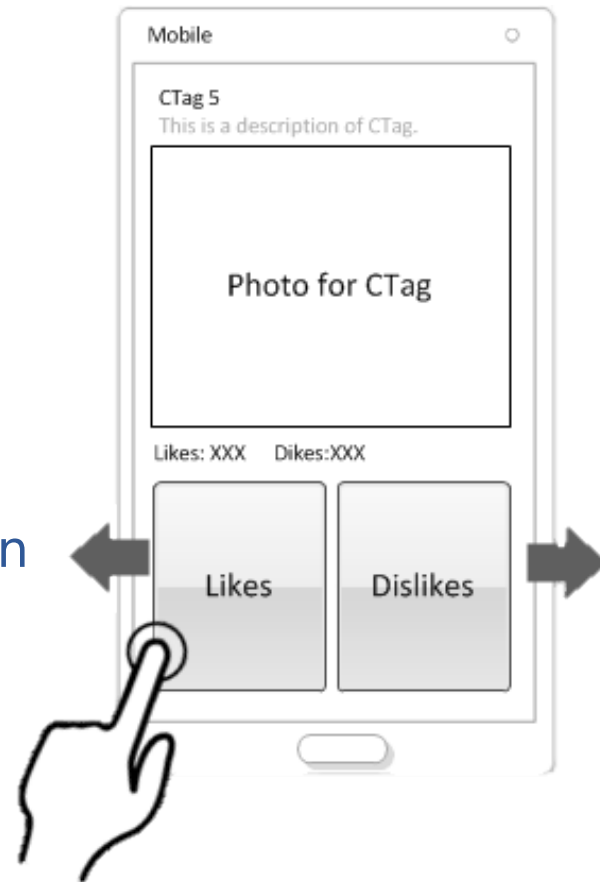 Mobile
CTag 5
This is a description of CTag.
Photo for CTag
Likes: XXX Dikes:XXX
n
Likes Dislikes